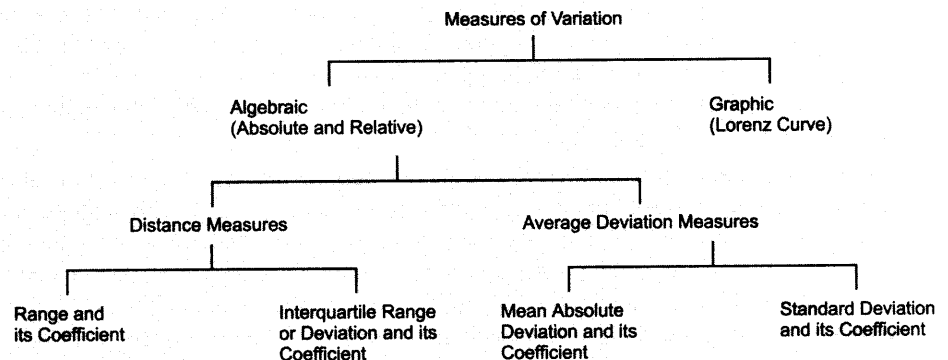 Measures of Variation
Algebraic
(Absolute and Relative)
Graphic
(Lorenz Curve)
Distance Measures
Average Deviation Measures
Range and
its Coefficient
Interquartile Range
or Deviation and its
Coefficient
Mean Absolute
Deviation and its
Coefficient
Standard Deviation
and its Coefficient